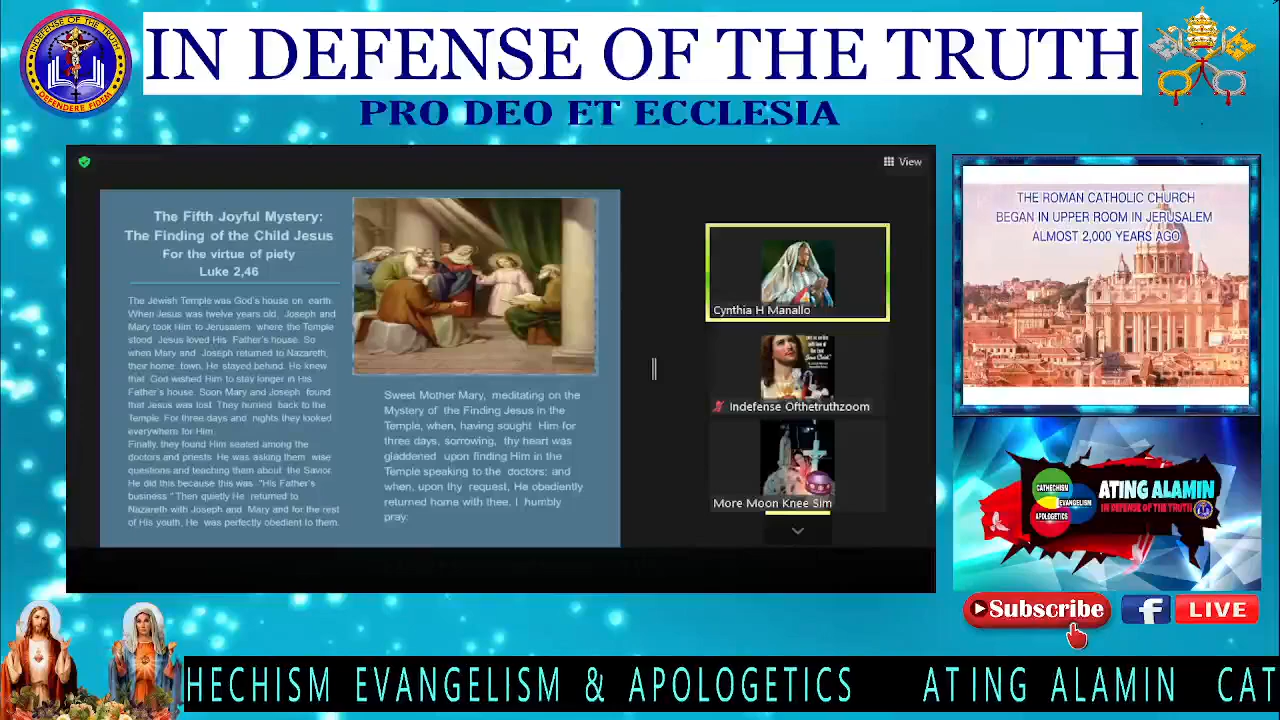 INDEFENSE OF THE TRUTH
DEFENDERE FIDEM
IN DEFENSE OF THE TRUTH
PRO DEO ET ECCLESIA
View
The Fifth Joyful Mystery:
The Finding of the Child Jesus
For the virtue of piety
Luke 2,46
The Jewish Temple was God's house on earth.
When Jesus was twelve years old, Joseph and
Mary took Him to Jerusalem where the Temple
stood Jesus loved His Father's house. So
when Mary and Joseph returned to Nazareth,
their home town, He stayed behind. He knew
that God wished Him to stay longer in His
Father's house. Soon Mary and Joseph found
that Jesus was lost They hurried back to the
Temple. For three days and nights they looked
everywhere for Him.
Finally, they found Him seated among the
doctors and priests. He was asking them wise
questions and teaching them about the Savior.
He did this because this was "His Father's
business." Then quietly He returned to
Nazareth with Joseph and Mary and for the rest
of His youth, He was perfectly obedient to them.
Sweet Mother Mary, meditating on the
Mystery of the Finding Jesus in the
Temple, when, having sought Him for
three days, sorrowing, thy heart was
gladdened upon finding Him in the
Temple speaking to the doctors; and
when, upon thy request, He obediently
returned home with thee, I humbly
pray:
Cynthia H Manallo
Indefense Ofthetruthzoom
More Moon Knee Sim
THE ROMAN CATHOLIC CHURCH
BEGAN IN UPPER ROOM IN JERUSALEM
ALMOST 2,000 YEARS AGO
CATHECHISM
EVANGELISM
APOLOGETICS
ATING ALAMIN
IN DEFENSE OF THE TRUTH
Subscribe
f
LIVE
HECHISM EVANGELISM & APOLOGETICS ATING ALAMIN CAT